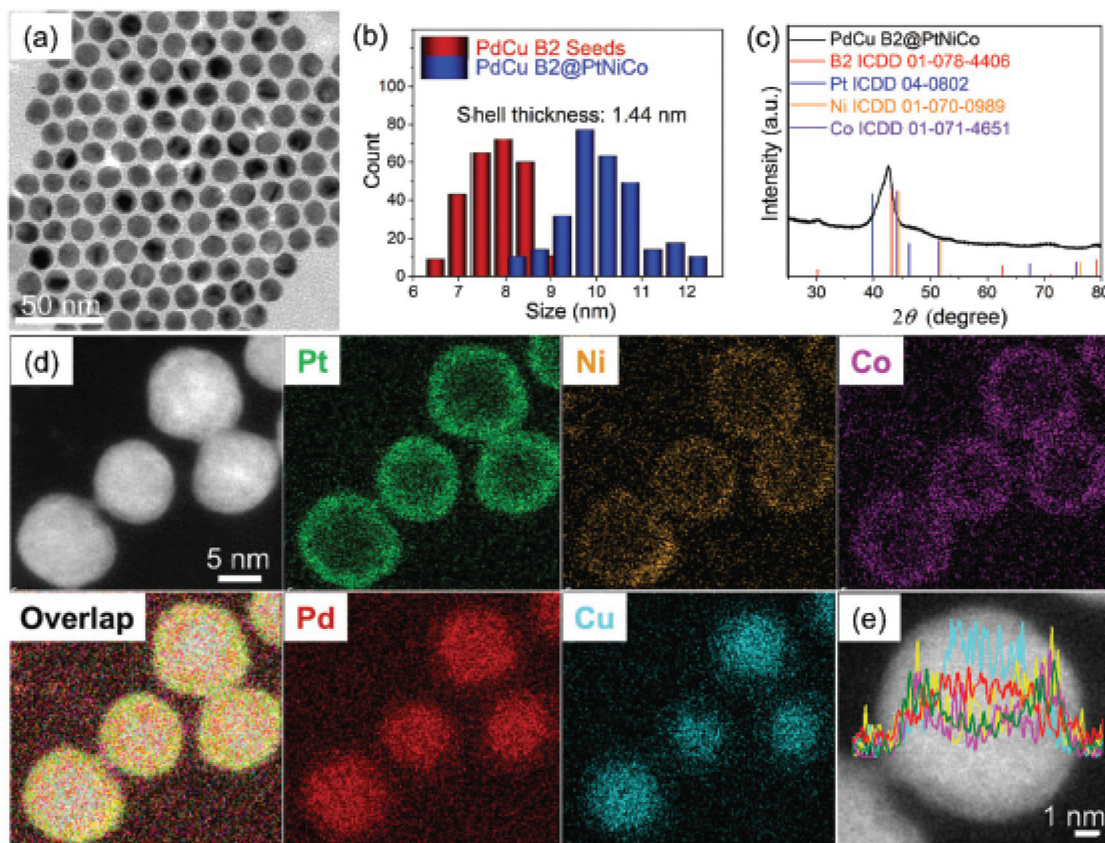 (a)
50 nm
(b)
PdCu B2 Seeds
PdCu B2@PtNiCo
Shell thickness: 1.44 nm
Count
100
80
60
40
20
0
6 7 8 9 10 11 12
Size (nm)
(c)
PdCu B2@PtNiCo
B2 ICDD 01-078-4406
Pt ICDD 04-0802
Ni ICDD 01-070-0989
Co ICDD 01-071-4651
Intensity (a.u.)
30 40 50 60 70 80
2θ (degree)
(d)
5 nm
Pt
Ni
Co
Overlap
Pd
Cu
(e)
1 nm